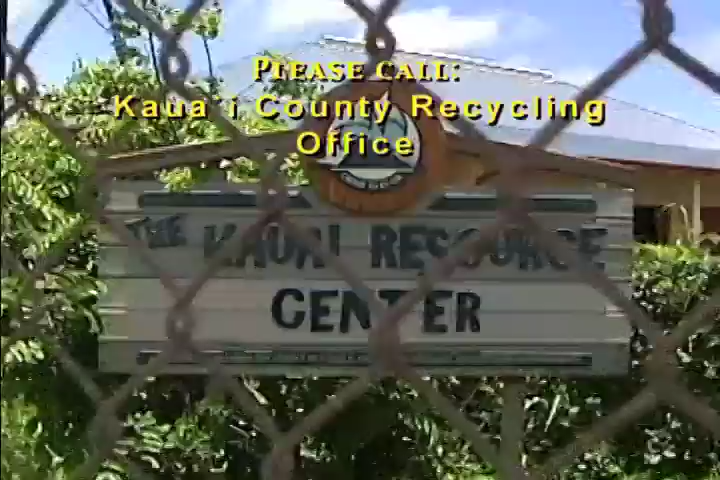 PLEASE CALL:
Kaua`i County Recycling
Office
THE KAUAI RESOURCE
CENTER